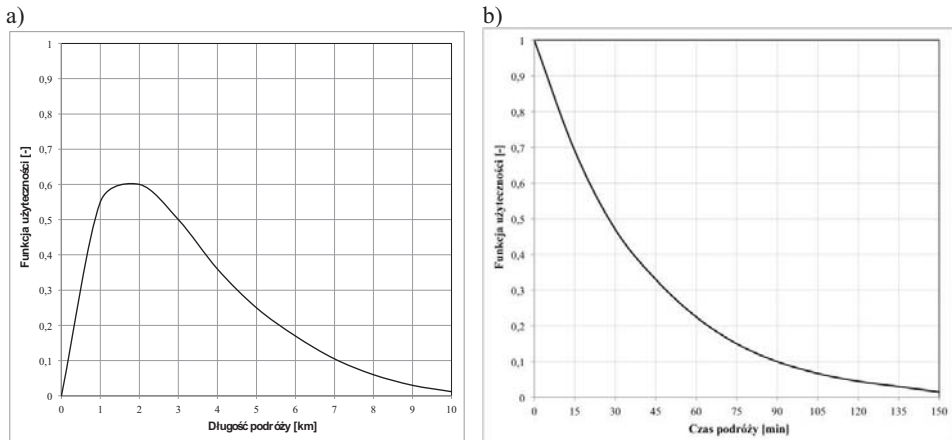 a)
1
0,9
0,8
0,7
0,6
0,5
0,4
0,3
0,2
0,1
0
Funkcja użyteczności [-]
0 1 2 3 4 5 6 7 8 9 10
Długość podróży [km]
b)
1
0,9
0,8
0,7
0,6
0,5
0,4
0,3
0,2
0,1
0
Funkcja użyteczności [-]
0 15 30 45 60 75 90 105 120 135 150
Czas podróży [min]